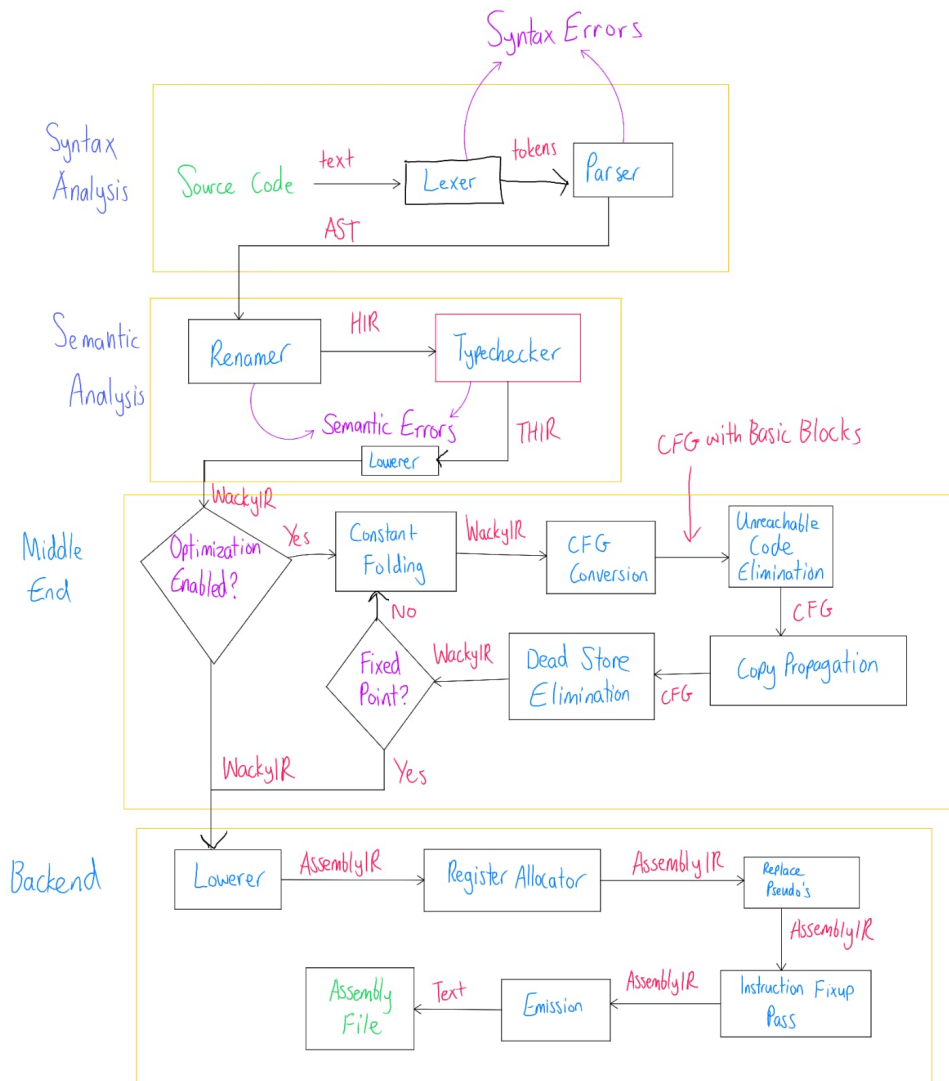 Syntax Errors
Syntax
Analysis
Source Code
text
Lexer
tokens
Parser
AST
Semantic
Analysis
Renamer
HIR
Typechecker
Semantic Errors
THIR
Lowerer
CFG with Basic Blocks
WackyIR
Middle
End
Optimization
Enabled?
Yes
Constant
Folding
WackyIR
CFG
Conversion
Unreachable
Code
Elimination
CFG
No
Fixed
Point?
WackyIR
Dead Store
Elimination
CFG
Copy Propagation
WackyIR
Yes
Backend
Lowerer
AssemblyIR
Register Allocator
AssemblyIR
Replace
Pseudo's
AssemblyIR
Assembly
File
Text
Emission
AssemblyIR
Instruction Fixup
Pass